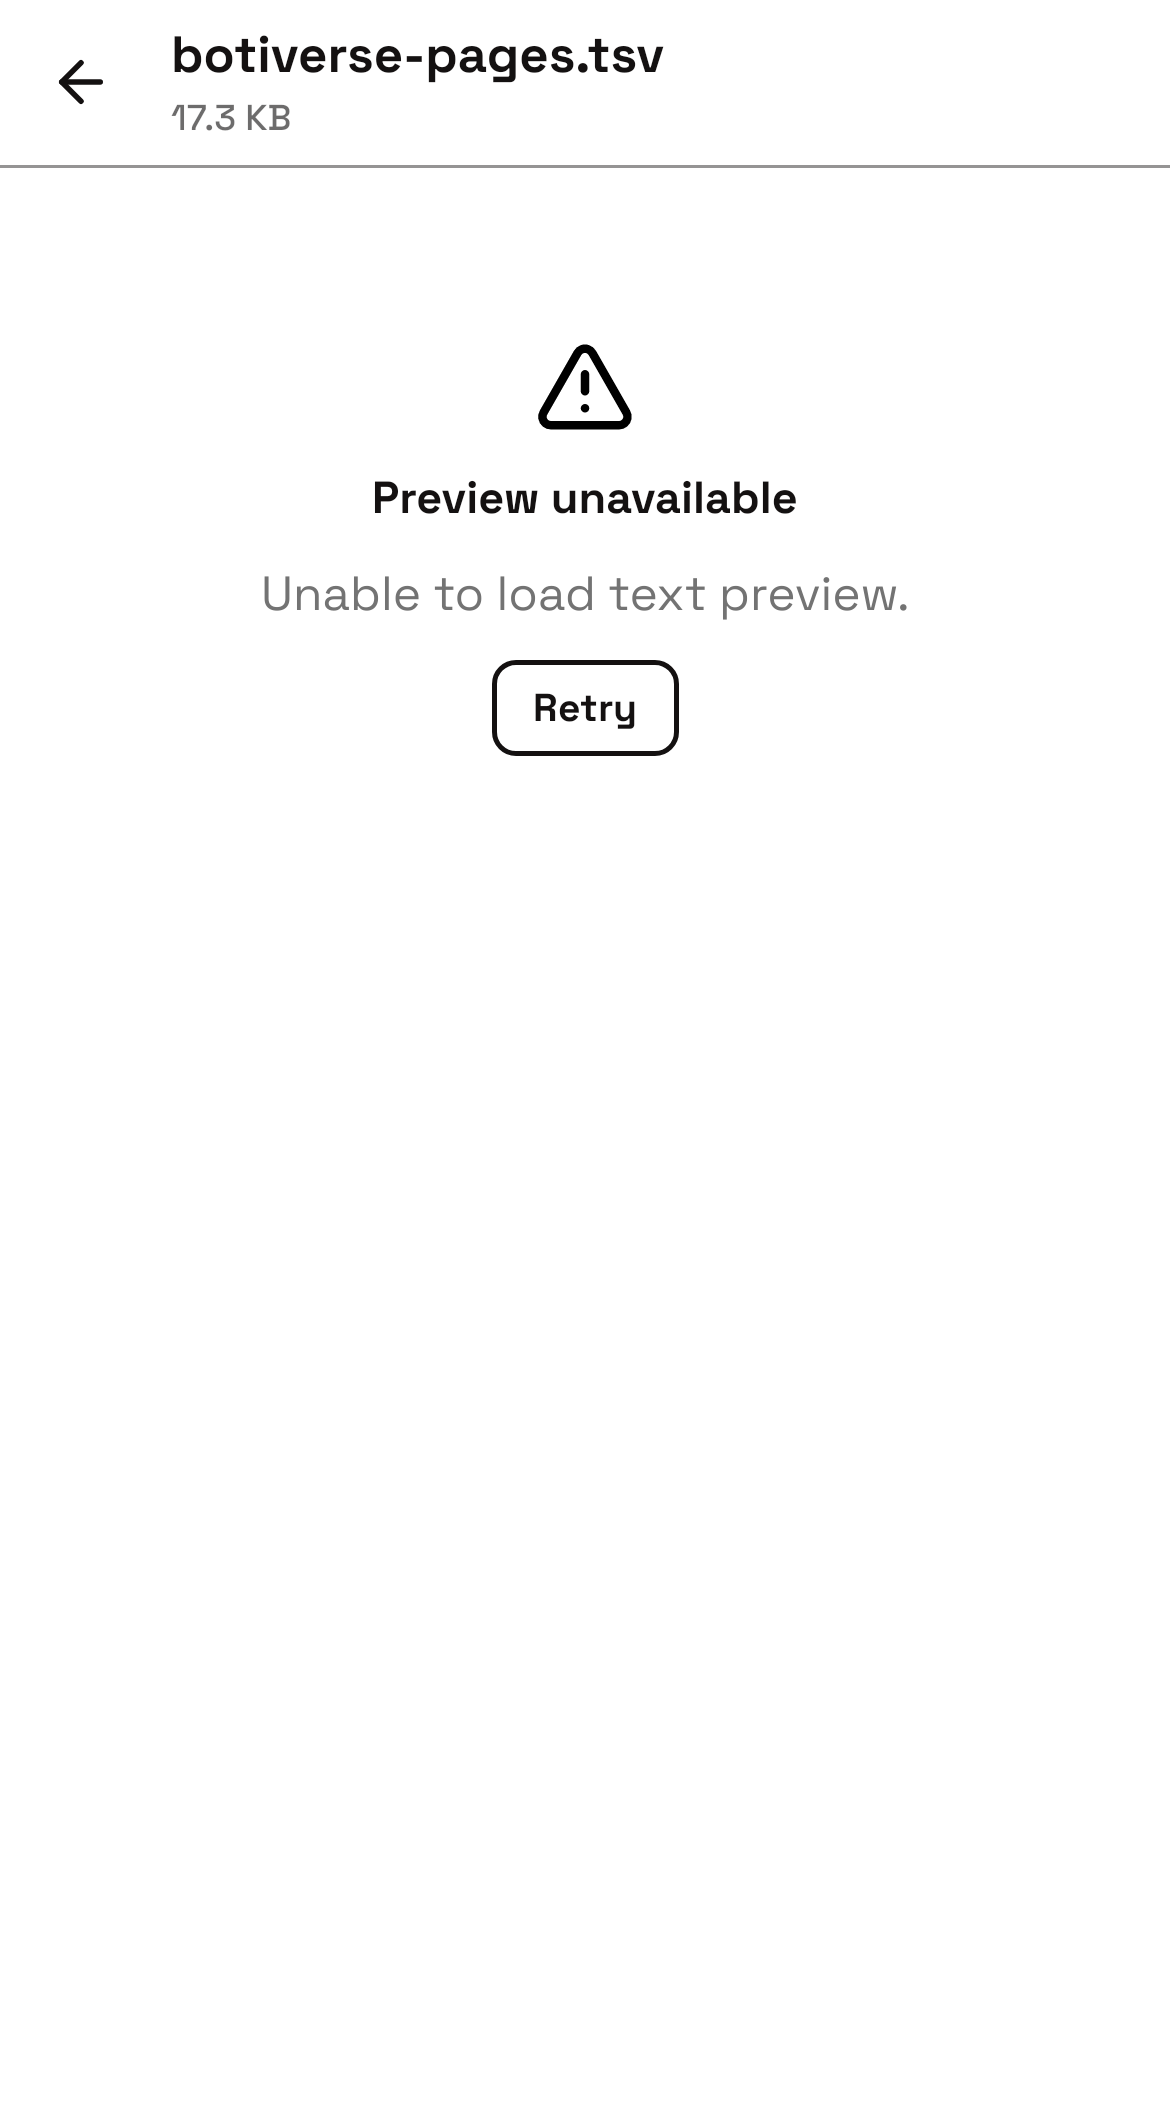 botiverse-pages.tsv
17.3 KB
Preview unavailable
Unable to load text preview.
Retry